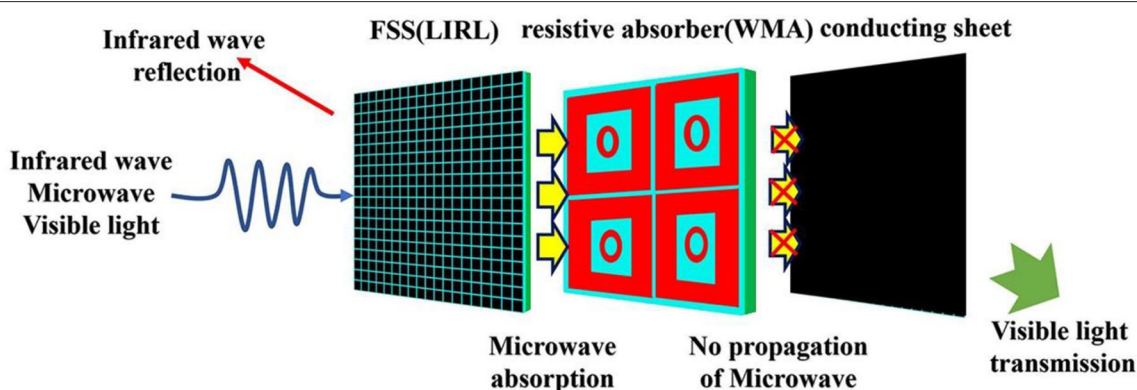 FSS(LIRL) resistive absorber(WMA) conducting sheet
Infrared wave
reflection
Infrared wave
Microwave
Visible light
Microwave
absorption
No propagation
of Microwave
Visible light
transmission